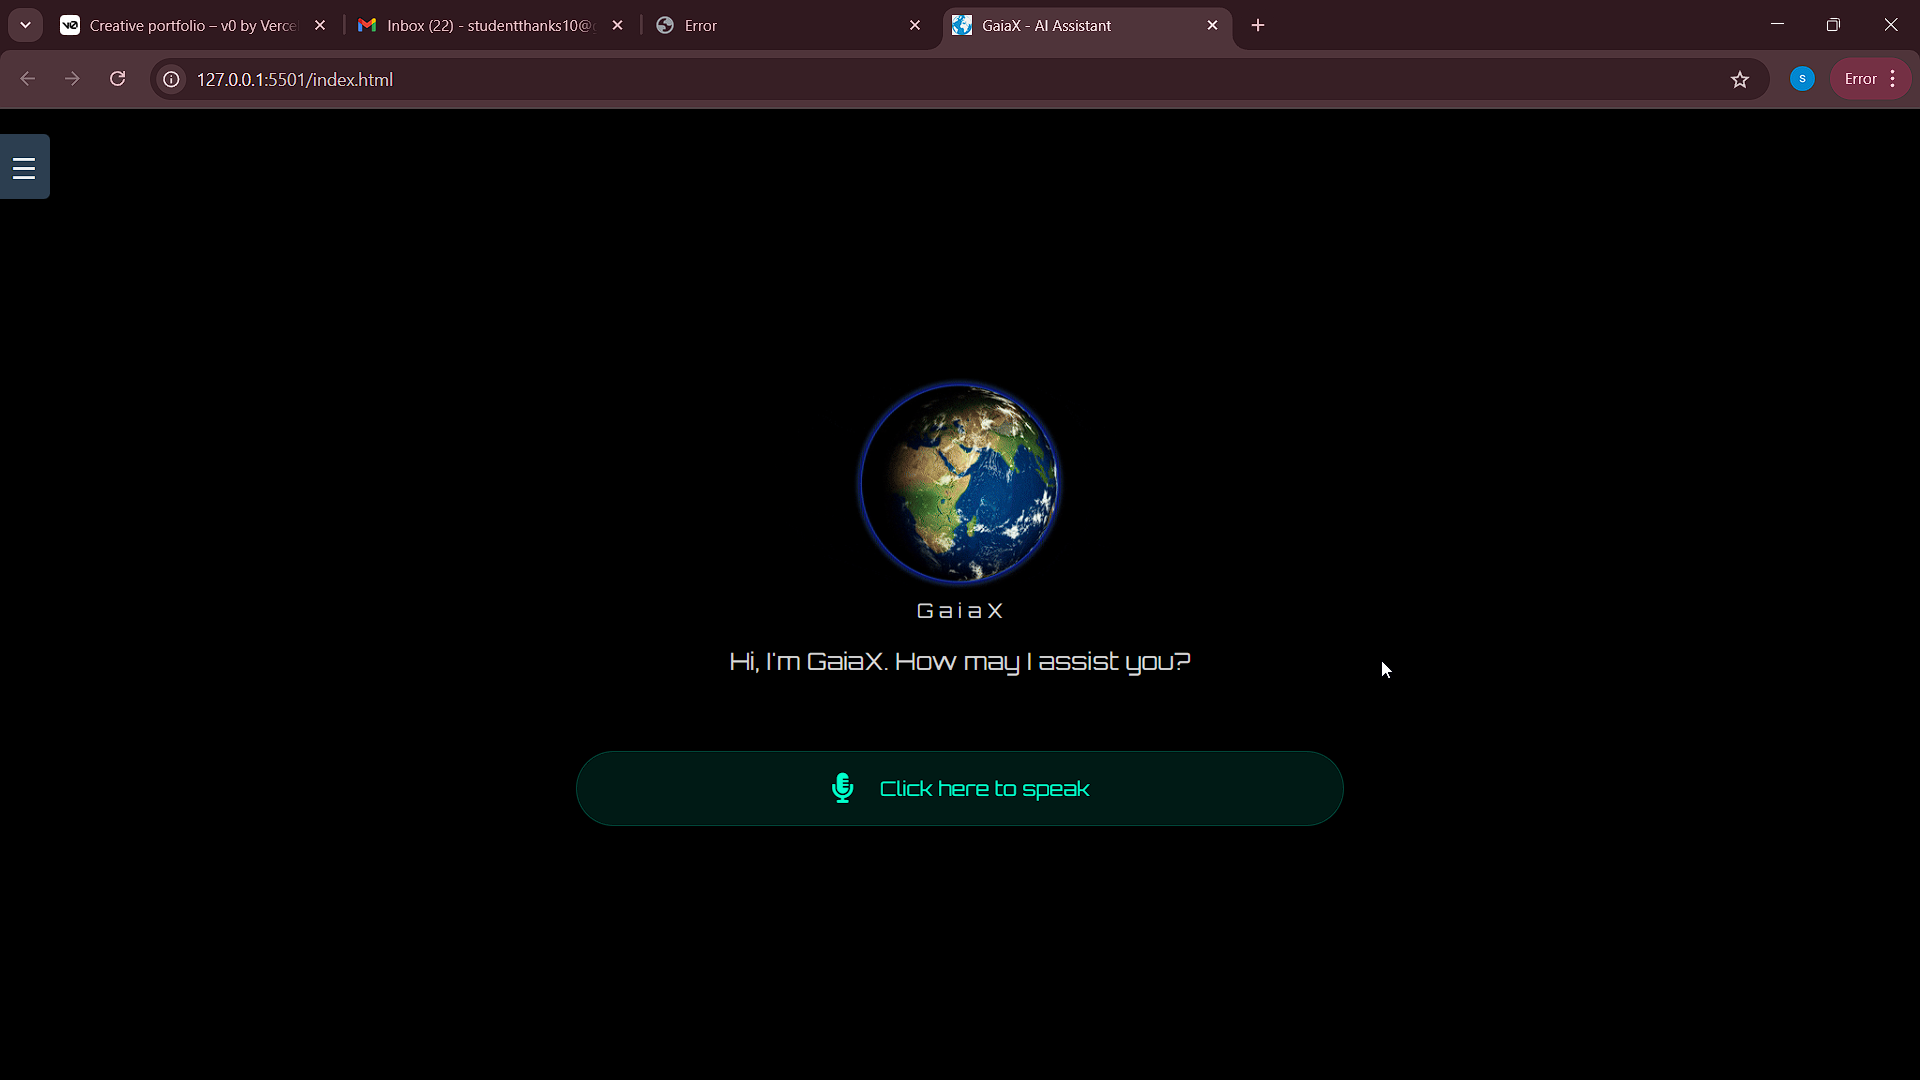 Creative portfolio – v0 by Verce
Inbox (22) - studentthanks10@
Error
GaiaX - AI Assistant
127.0.0.1:5501/index.html
S
Error
GaiaX
Hi, I'm GaiaX. How may I assist you?
Click here to speak